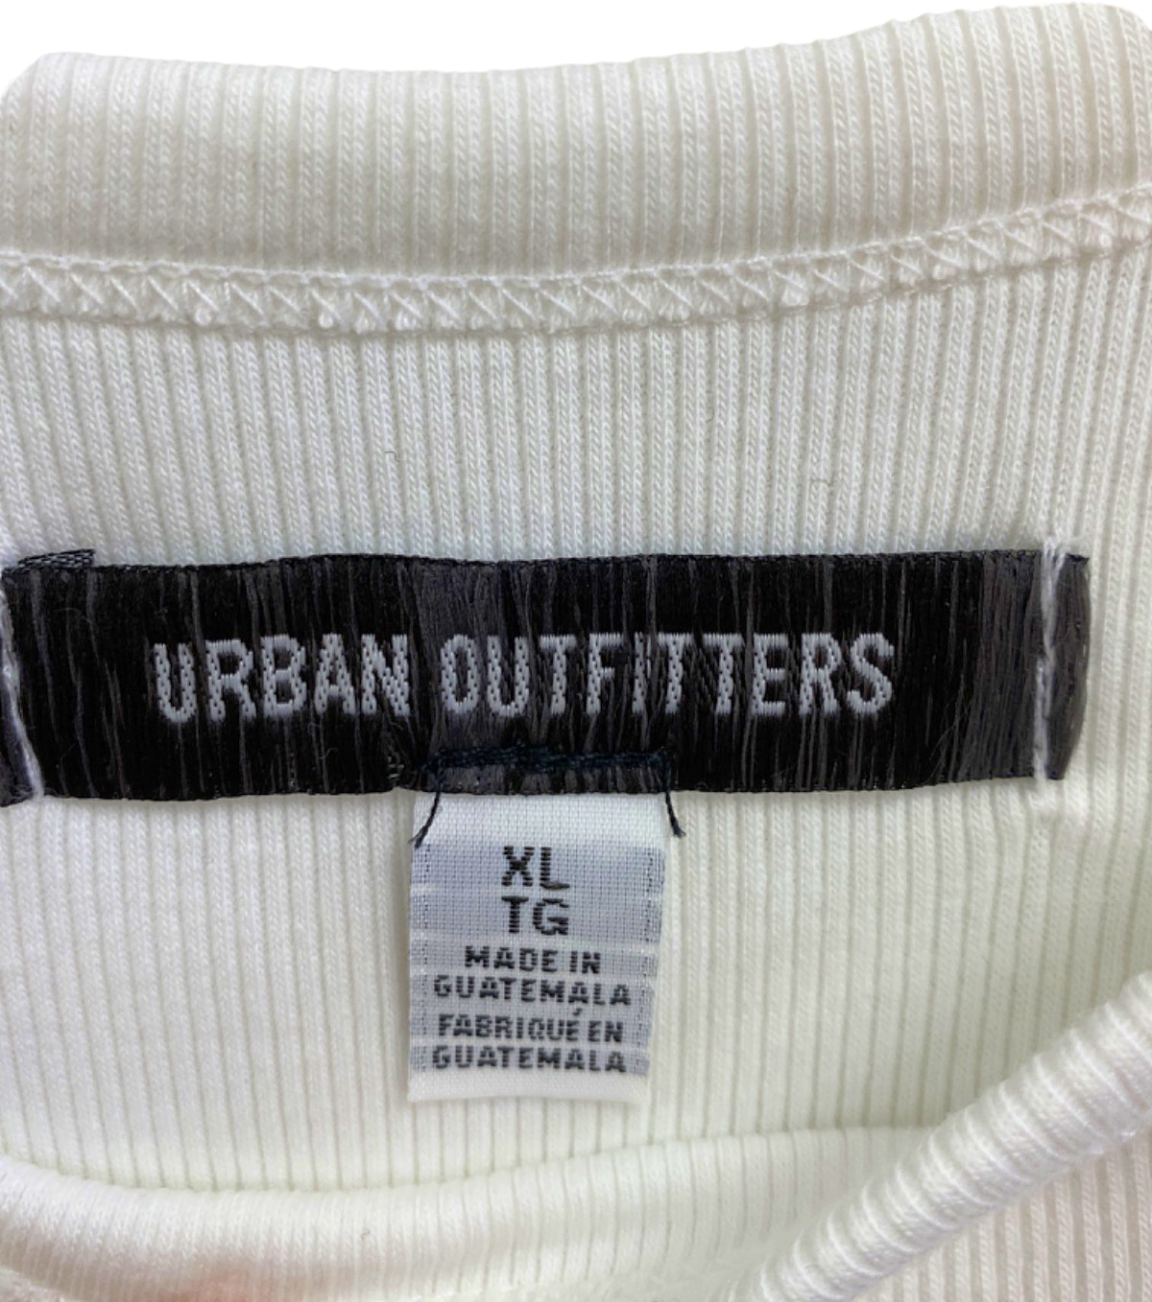 URBAN OUTFITTERS
XL
TG
MADE IN
GUATEMALA
FABRIQUÉ EN
GUATEMALA